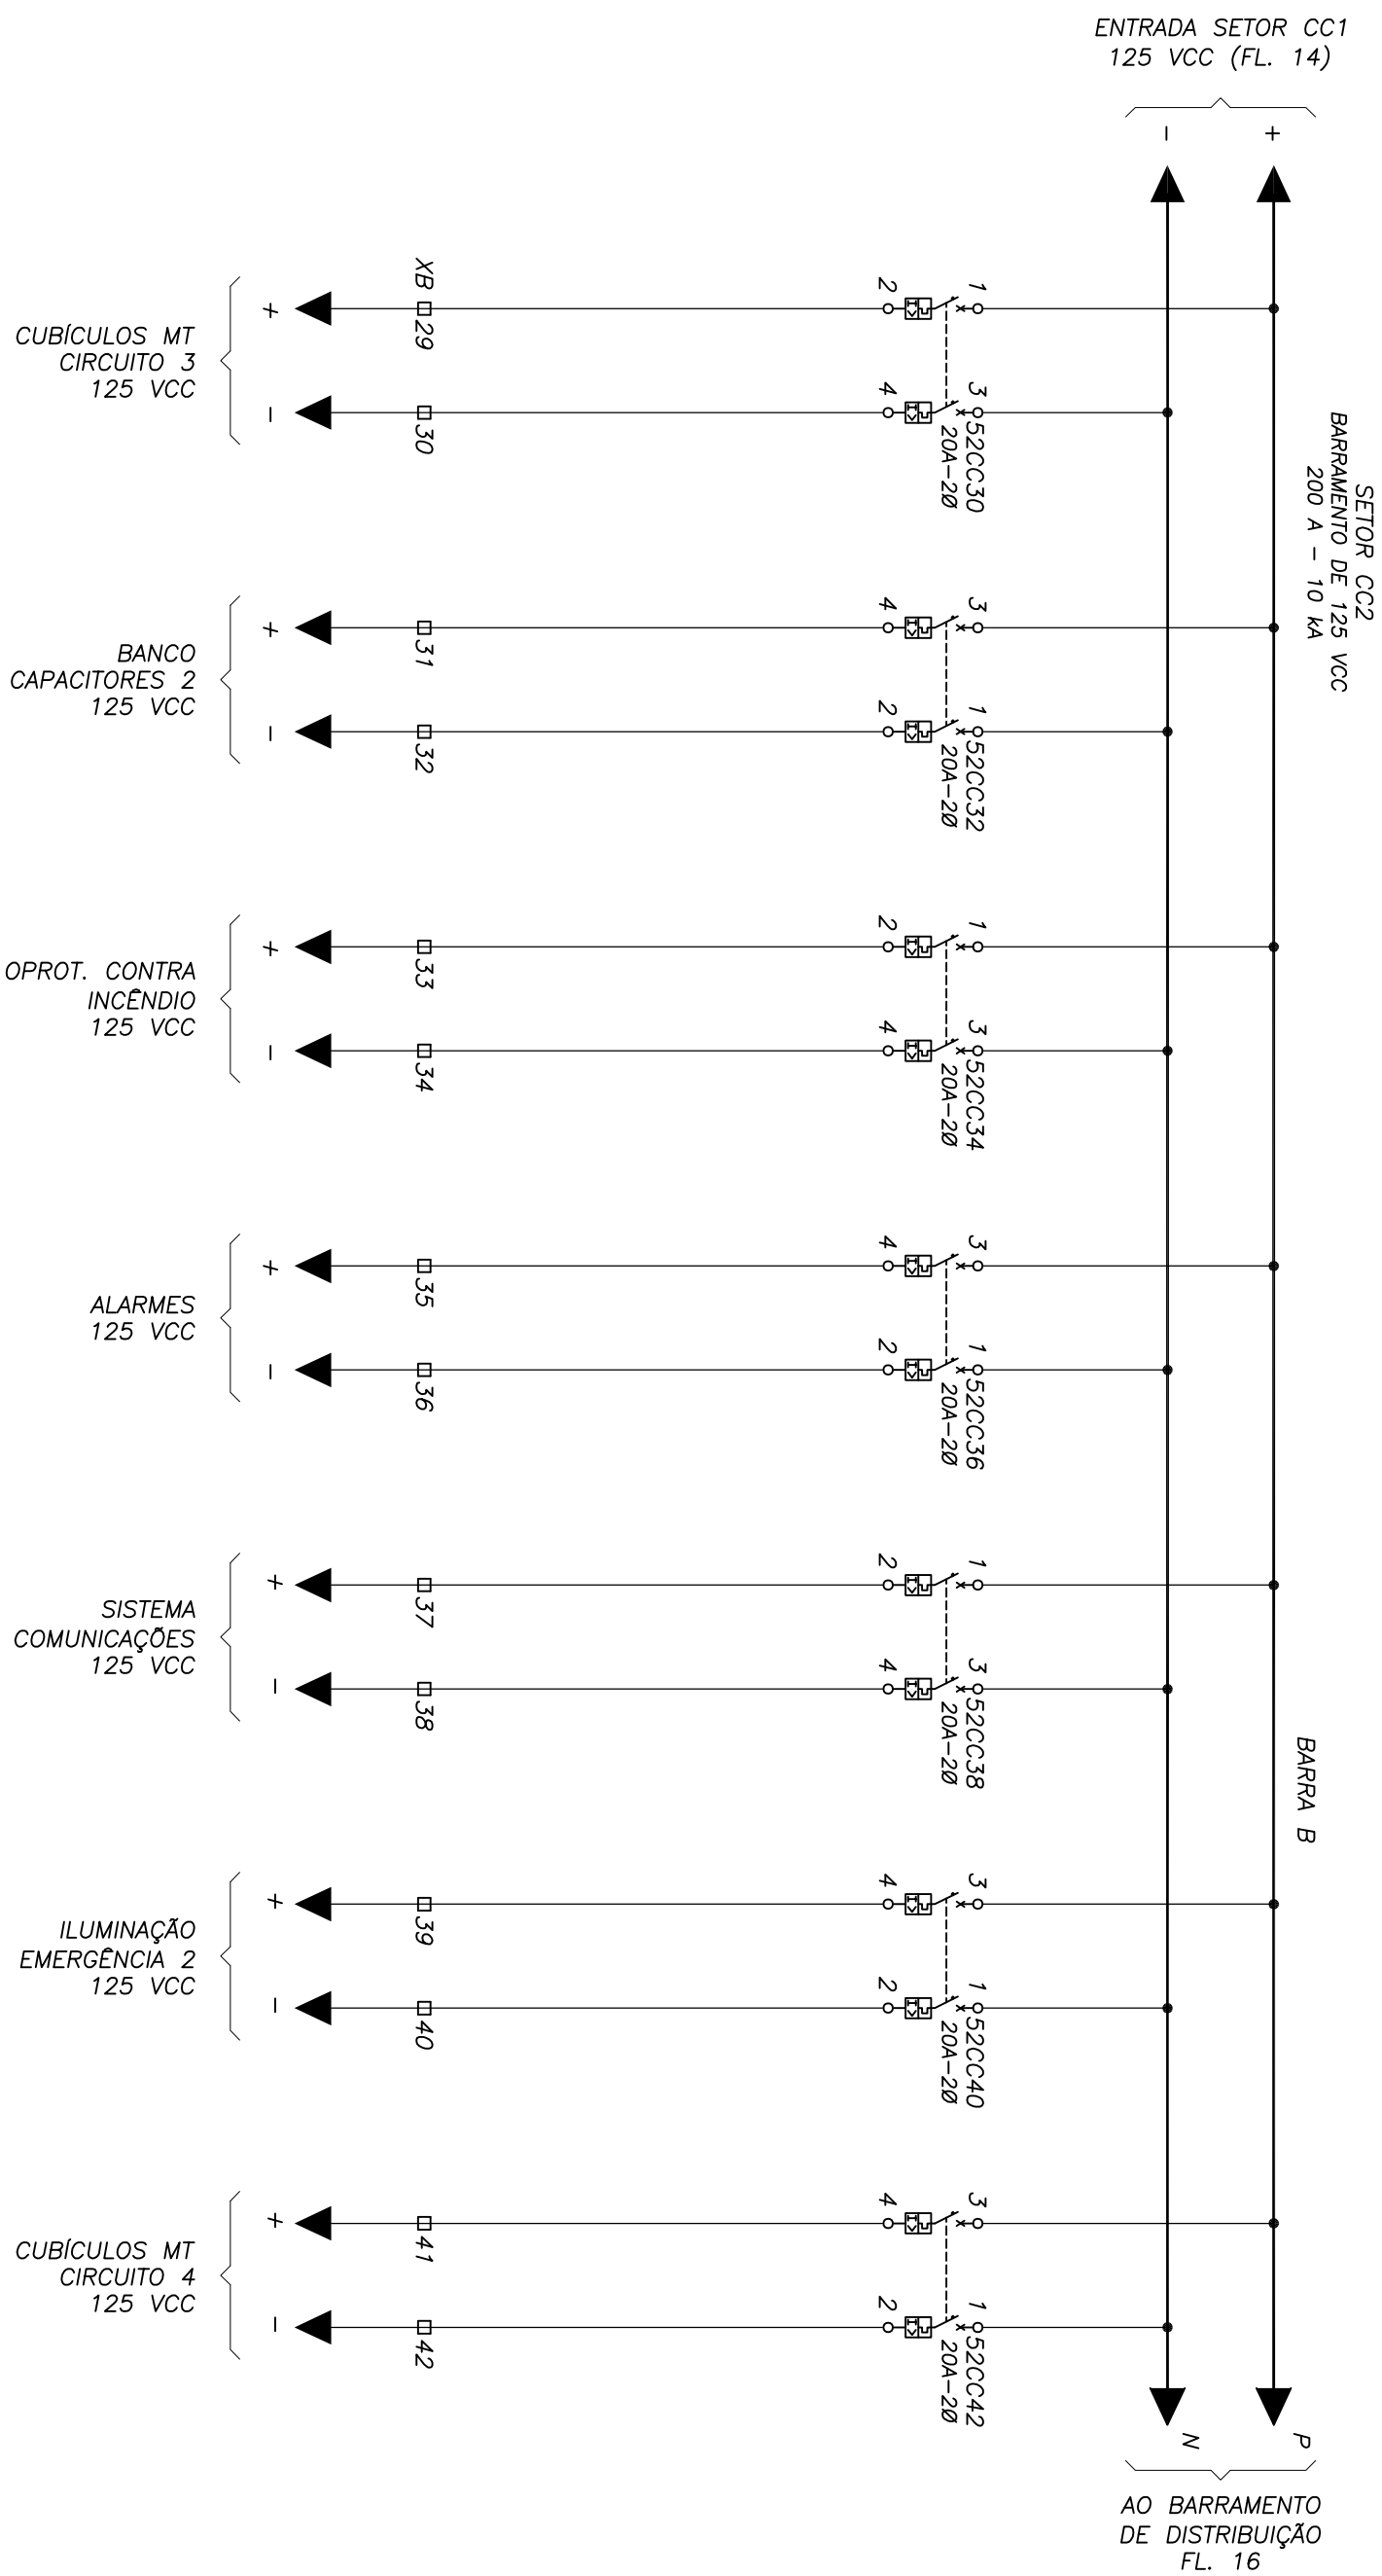 ENTRADA SETOR CC1
125 VCC (FL. 14)
-
+
SETOR CC2
BARRAMENTO DE 125 VCC
200 A - 10 kA
BARRA B
XB
1
2
3
4
52CC30
20A-2Ø
29
30
+
-
CUBÍCULOS MT
CIRCUITO 3
125 VCC
3
4
1
2
52CC32
20A-2Ø
31
32
+
-
BANCO
CAPACITORES 2
125 VCC
1
2
3
4
52CC34
20A-2Ø
33
34
+
-
OPROT. CONTRA
INCÊNDIO
125 VCC
3
4
1
2
52CC36
20A-2Ø
35
36
+
-
ALARMES
125 VCC
1
2
3
4
52CC38
20A-2Ø
37
38
+
-
SISTEMA
COMUNICAÇÕES
125 VCC
3
4
1
2
52CC40
20A-2Ø
39
40
+
-
ILUMINAÇÃO
EMERGÊNCIA 2
125 VCC
3
4
1
2
52CC42
20A-2Ø
41
42
+
-
CUBÍCULOS MT
CIRCUITO 4
125 VCC
N
P
AO BARRAMENTO
DE DISTRIBUIÇÃO
FL. 16